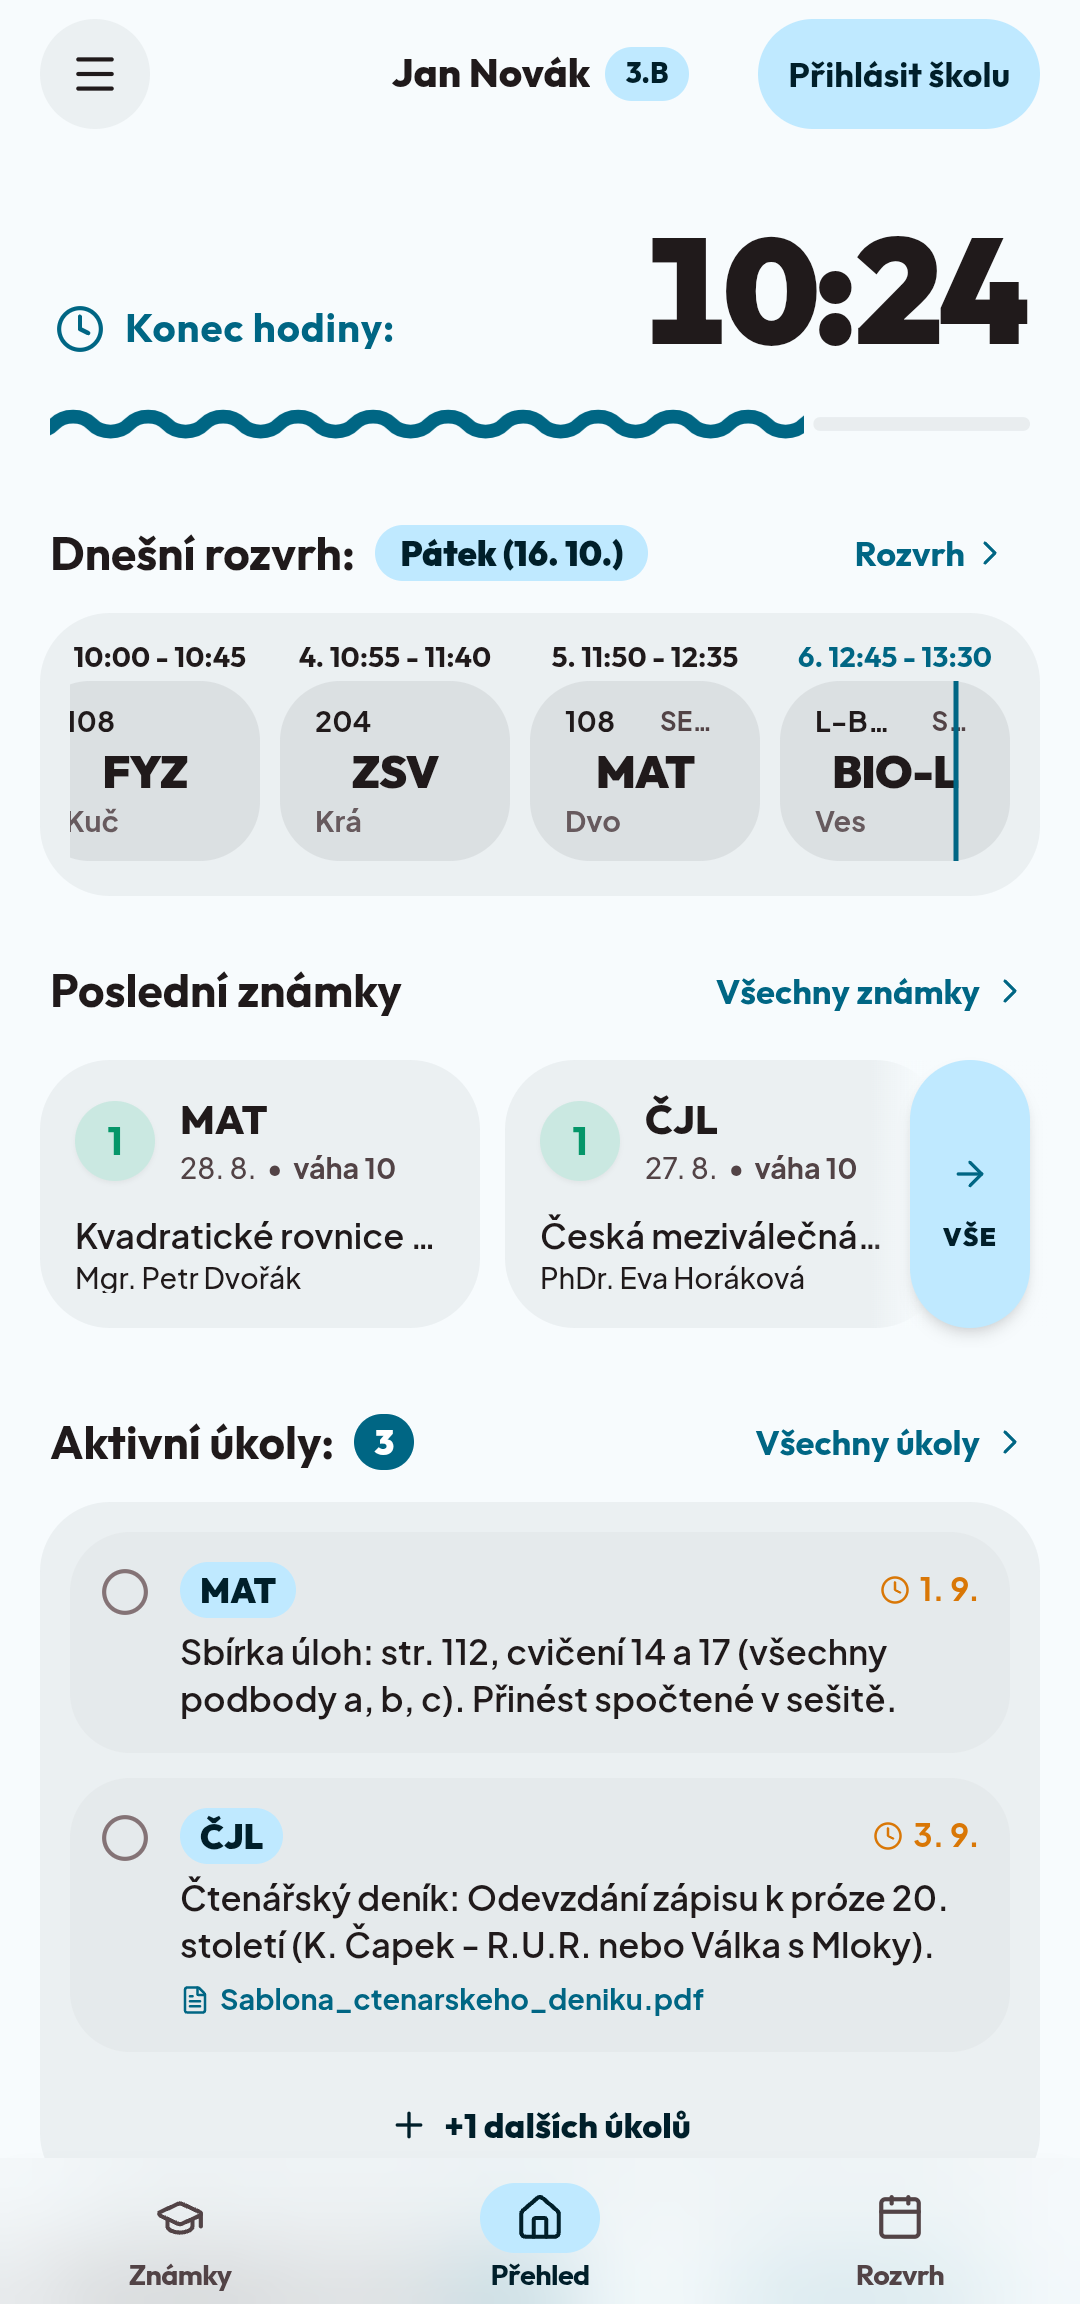 Jan Novák 3.B
Přihlásit školu
Konec hodiny:
10:24
Dnešní rozvrh: Pátek (16. 10.)
Rozvrh
10:00 - 10:45
108
FYZ
Kuč
4. 10:55 - 11:40
204
ZSV
Krá
5. 11:50 - 12:35
108 SE...
MAT
Dvo
6. 12:45 - 13:30
L-B... S...
BIO-L
Ves
Poslední známky
Všechny známky
1
MAT
28. 8. • váha 10
Kvadratické rovnice ...
Mgr. Petr Dvořák
1
ČJL
27. 8. • váha 10
Česká meziválečná...
PhDr. Eva Horáková
VŠE
Aktivní úkoly: 3
Všechny úkoly
MAT
1. 9.
Sbírka úloh: str. 112, cvičení 14 a 17 (všechny
podbody a, b, c). Přinést spočtené v sešitě.
ČJL
3. 9.
Čtenářský deník: Odevzdání zápisu k próze 20.
století (K. Čapek - R.U.R. nebo Válka s Mloky).
Sablona_ctenarskeho_deniku.pdf
+1 dalších úkolů
Známky
Přehled
Rozvrh